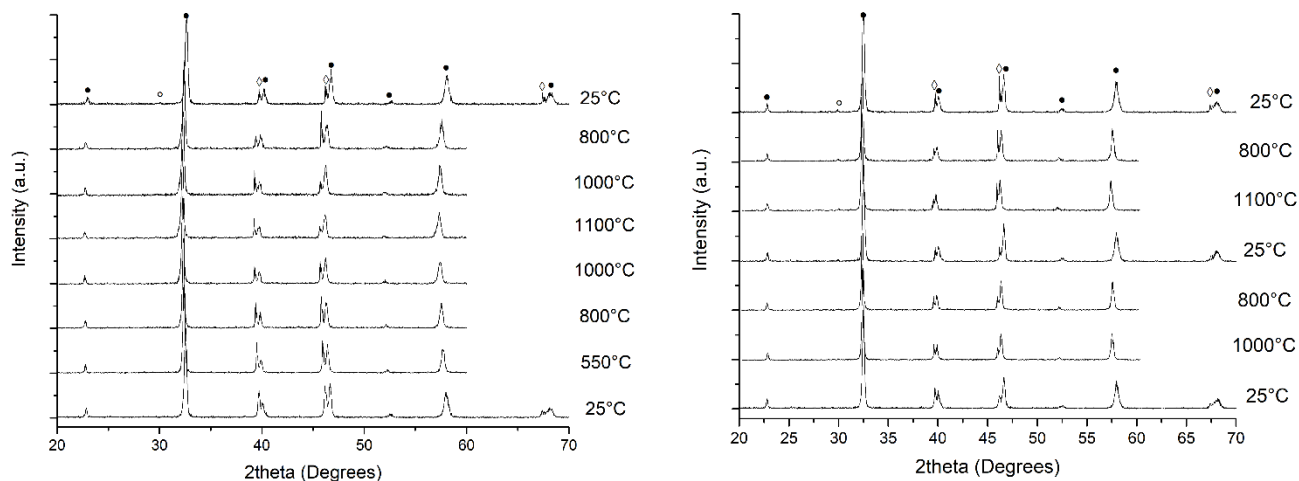 25°C
800°C
1000°C
1100°C
1000°C
800°C
550°C
25°C
Intensity (a.u.)
20 30 40 50 60 70
2theta (Degrees)
25°C
800°C
1100°C
25°C
800°C
1000°C
25°C
Intensity (a.u.)
20 25 30 35 40 45 50 55 60 65 70
2theta (Degrees)